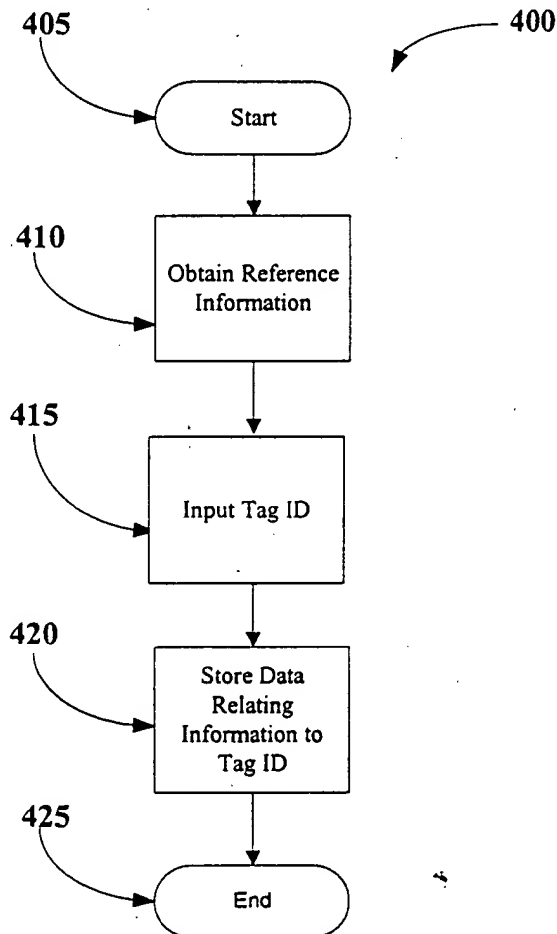 405
400
Start
410
Obtain Reference
Information
415
Input Tag ID
420
Store Data
Relating
Information to
Tag ID
425
End